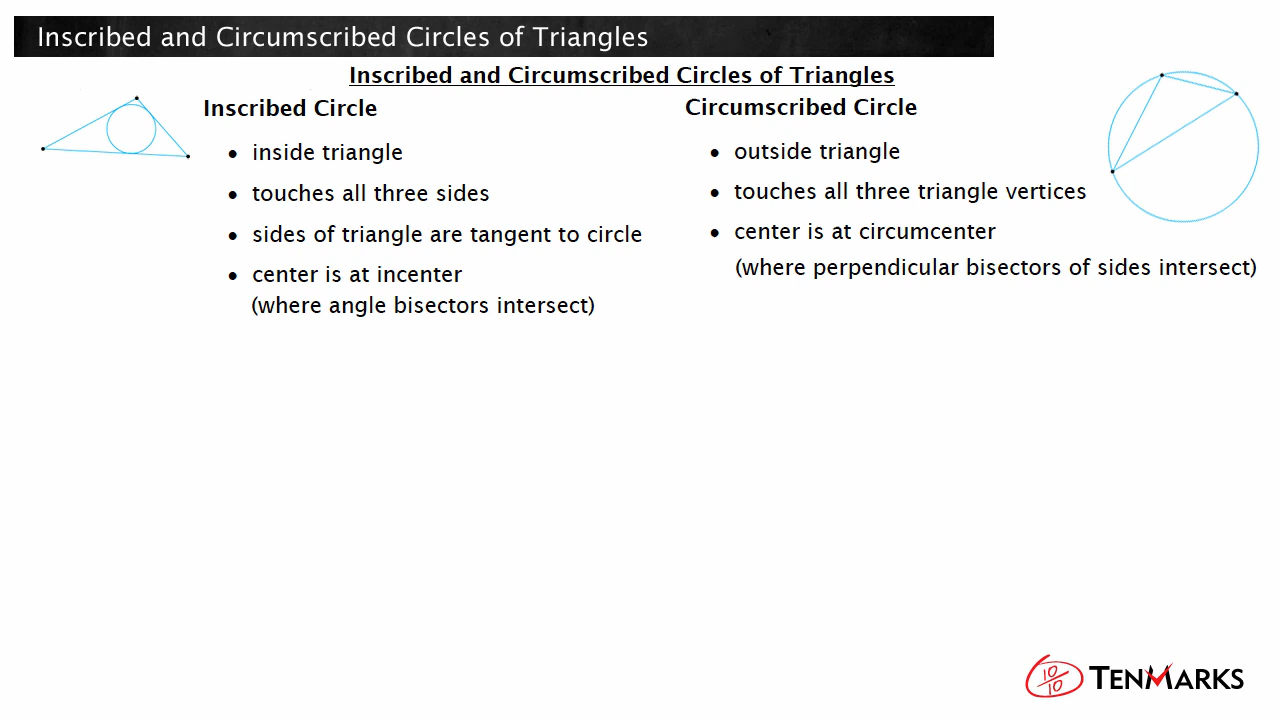 Inscribed and Circumscribed Circles of Triangles
Inscribed and Circumscribed Circles of Triangles
Inscribed Circle
• inside triangle
• touches all three sides
• sides of triangle are tangent to circle
• center is at incenter
(where angle bisectors intersect)
Circumscribed Circle
• outside triangle
• touches all three triangle vertices
• center is at circumcenter
(where perpendicular bisectors of sides intersect)
10/10 TENMARKS